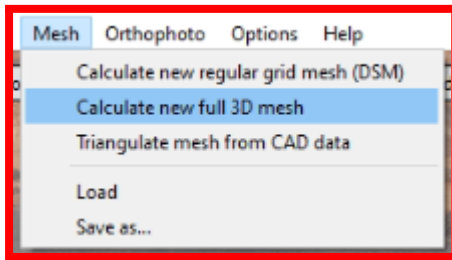 Mesh Orthophoto Options Help
Calculate new regular grid mesh (DSM)
Calculate new full 3D mesh
Triangulate mesh from CAD data
Load
Save as...